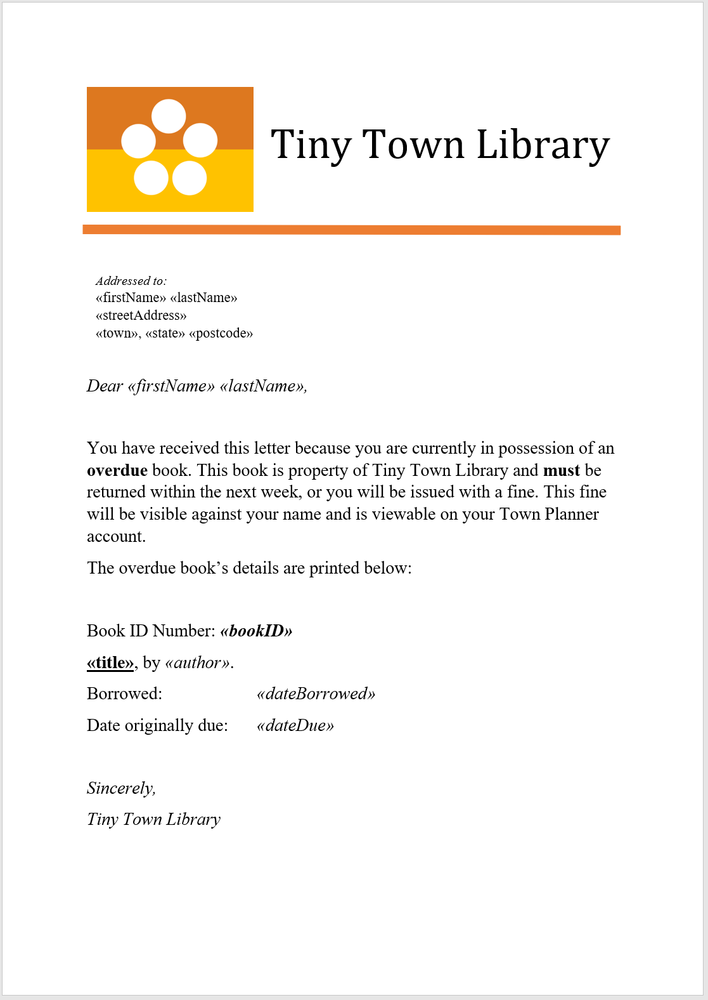 Tiny Town Library
Addressed to:
«firstName» «lastName»
«streetAddress»
«town», «state» «postcode»
Dear «firstName» «lastName»,
You have received this letter because you are currently in possession of an
overdue book. This book is property of Tiny Town Library and must be
returned within the next week, or you will be issued with a fine. This fine
will be visible against your name and is viewable on your Town Planner
account.
The overdue book’s details are printed below:
Book ID Number: «bookID»
«title», by «author».
Borrowed: «dateBorrowed»
Date originally due: «dateDue»
Sincerely,
Tiny Town Library